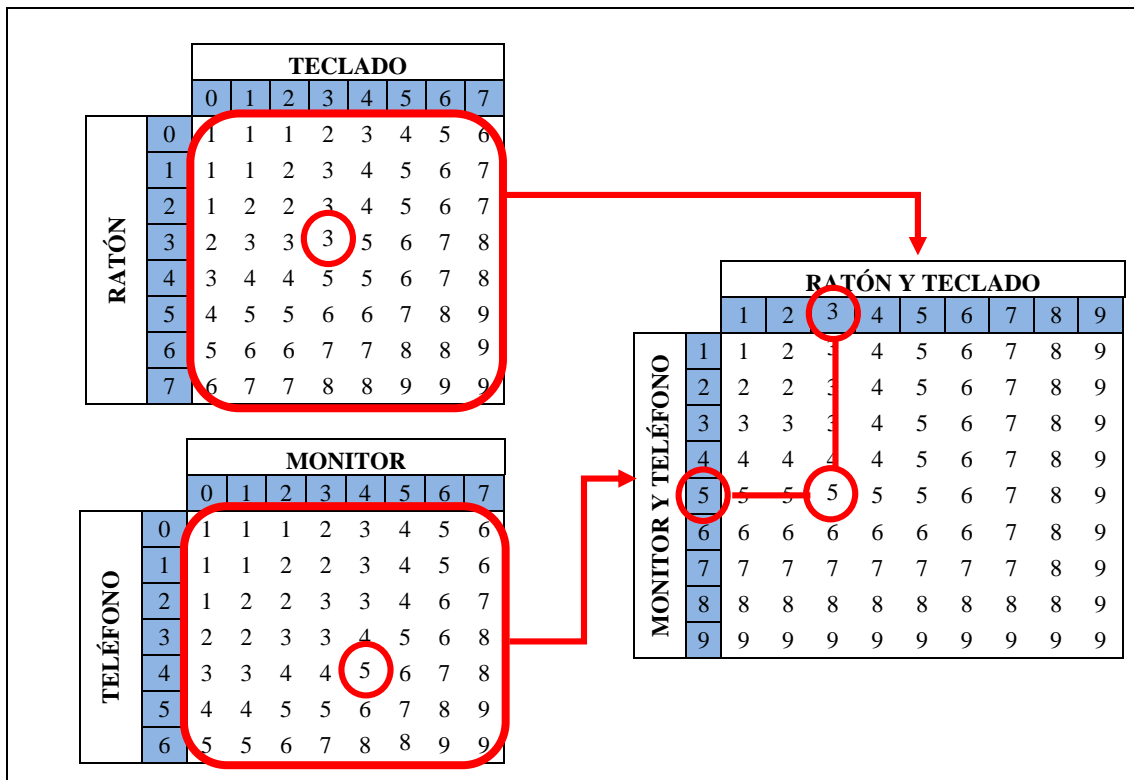 TECLADO
0 1 2 3 4 5 6 7
RATÓN
0 1 1 1 2 3 4 5 6
1 1 1 2 3 4 5 6 7
2 1 2 2 3 4 5 6 7
3 2 3 3 3 5 6 7 8
4 3 4 4 5 5 6 7 8
5 4 5 5 6 6 7 8 9
6 5 6 6 7 7 8 8 9
7 6 7 7 8 8 9 9 9
MONITOR
0 1 2 3 4 5 6 7
TELÉFONO
0 1 1 1 2 3 4 5 6
1 1 1 2 2 3 4 5 6
2 1 2 2 3 3 4 6 7
3 2 2 3 3 4 5 6 8
4 3 3 4 4 5 6 7 8
5 4 4 5 5 6 7 8 9
6 5 5 6 7 8 8 9 9
RATÓN Y TECLADO
1 2 3 4 5 6 7 8 9
MONITOR Y TELÉFONO
1 1 2 3 4 5 6 7 8 9
2 2 2 3 4 5 6 7 8 9
3 3 3 3 4 5 6 7 8 9
4 4 4 4 4 5 6 7 8 9
5 5 5 5 5 5 6 7 8 9
6 6 6 6 6 6 6 7 8 9
7 7 7 7 7 7 7 7 8 9
8 8 8 8 8 8 8 8 8 9
9 9 9 9 9 9 9 9 9 9